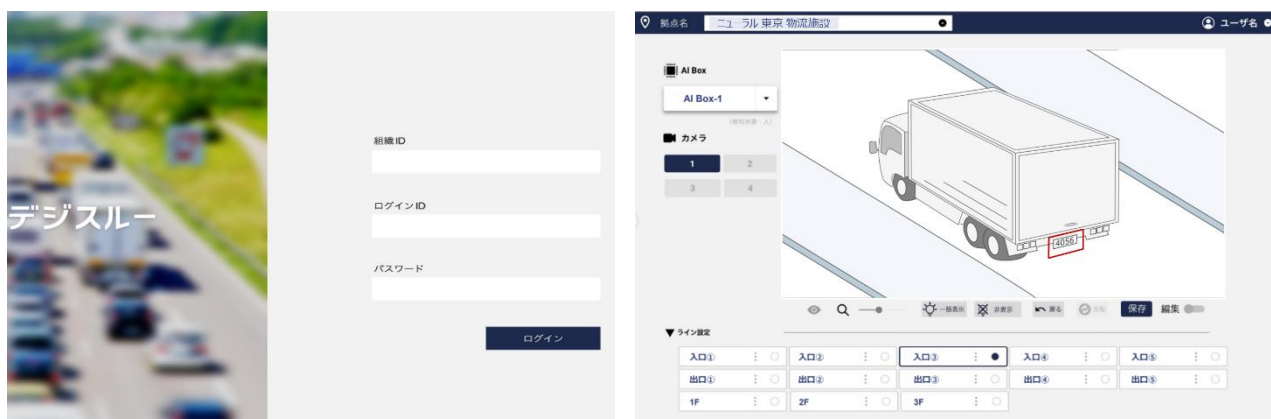 デジスルー
組織ID
ログインID
パスワード
ログイン
拠点名 ニューラル 東京 物流施設 ユーザ名
AI Box
AI Box-1
カメラ
1 2
3 4
4056
一括表示 非表示 戻る 保存 編集
▼ ライン設定
入口① 入口② 入口③ 入口④ 入口⑤
出口① 出口② 出口③ 出口④ 出口⑤
1F 2F 3F